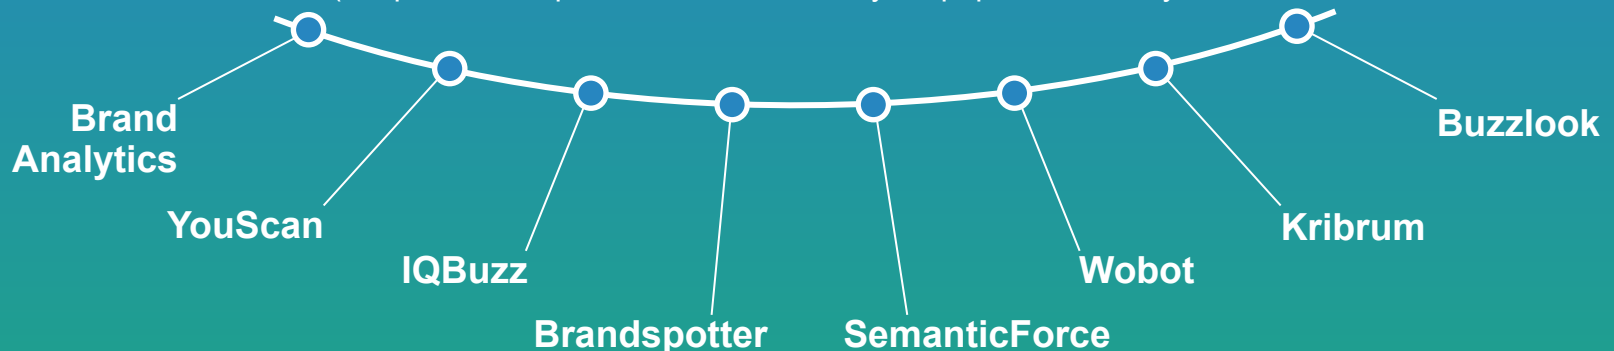 Brand
Analytics
YouScan
IQBuzz
Brandspotter
SemanticForce
Wobot
Kribrum
Buzzlook